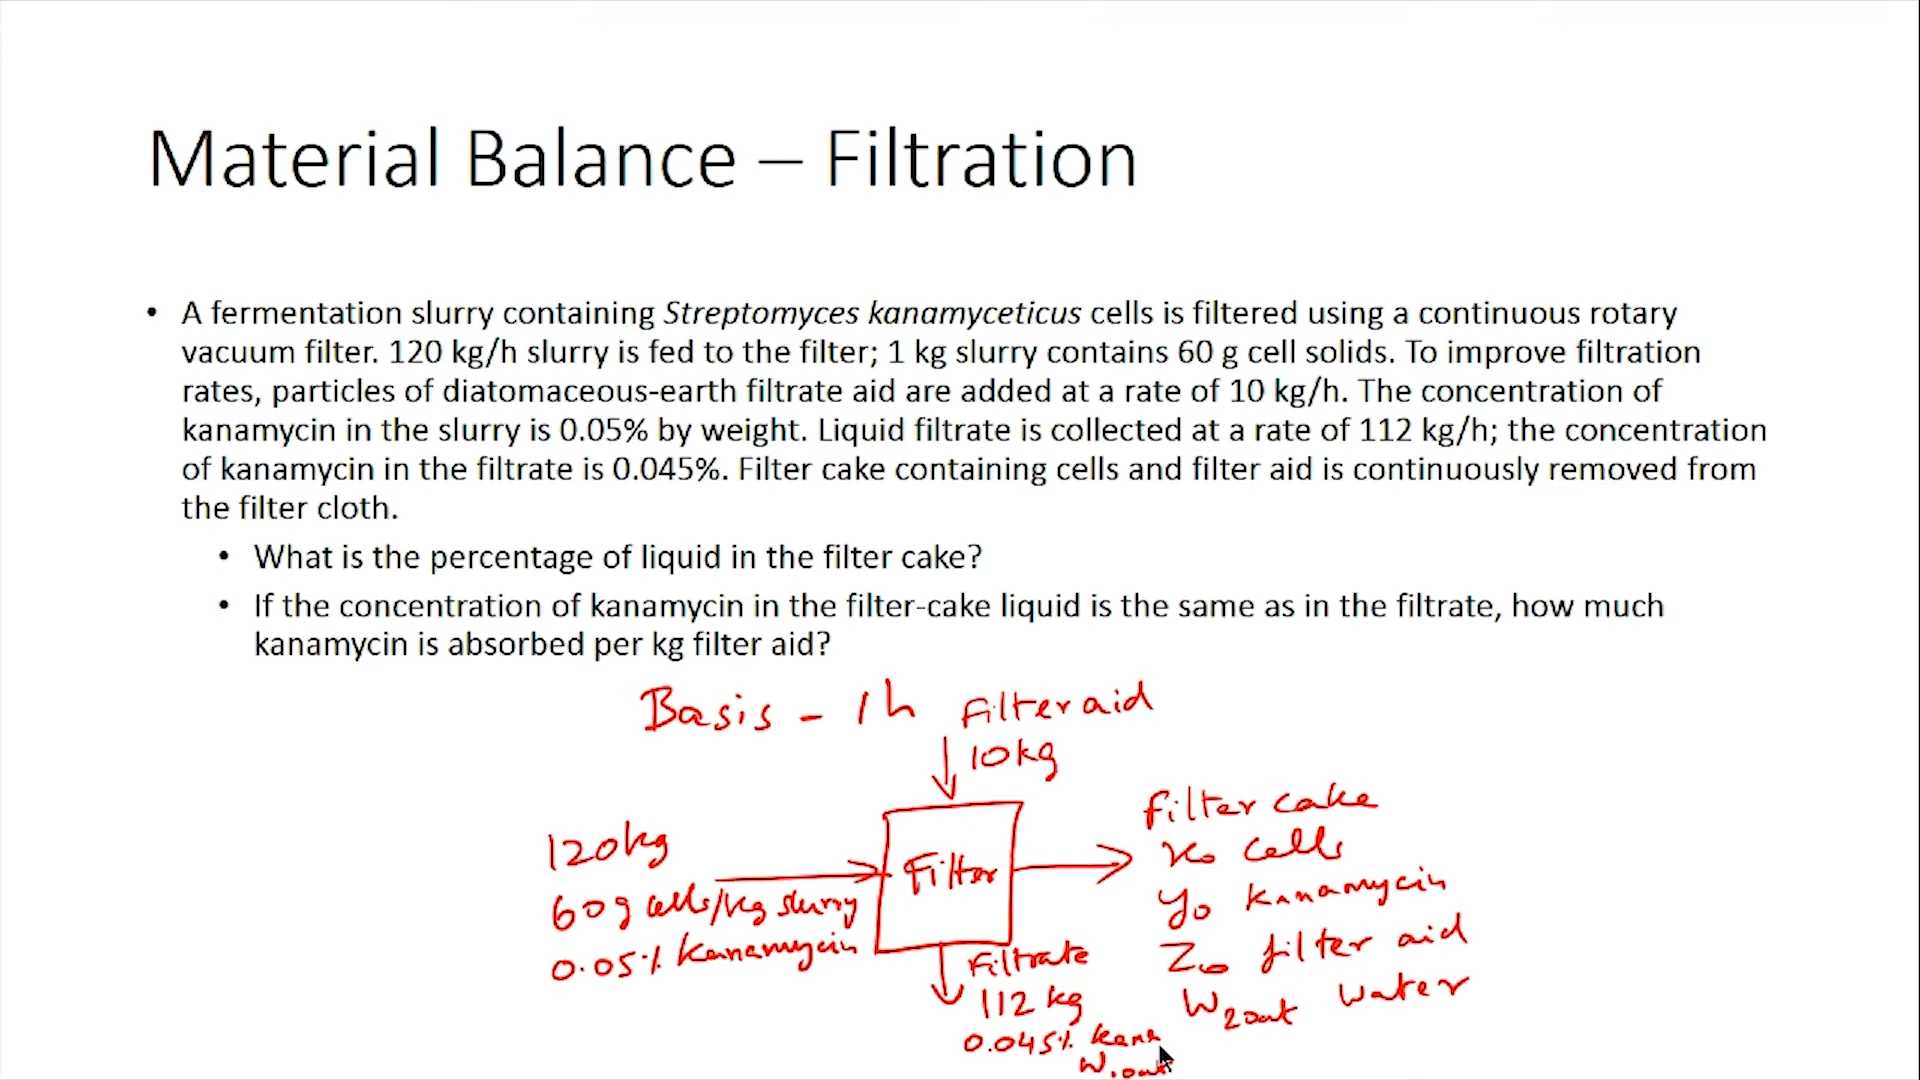 Material Balance – Filtration
• A fermentation slurry containing Streptomyces kanamyceticus cells is filtered using a continuous rotary
vacuum filter. 120 kg/h slurry is fed to the filter; 1 kg slurry contains 60 g cell solids. To improve filtration
rates, particles of diatomaceous-earth filtrate aid are added at a rate of 10 kg/h. The concentration of
kanamycin in the slurry is 0.05% by weight. Liquid filtrate is collected at a rate of 112 kg/h; the concentration
of kanamycin in the filtrate is 0.045%. Filter cake containing cells and filter aid is continuously removed from
the filter cloth.
• What is the percentage of liquid in the filter cake?
• If the concentration of kanamycin in the filter-cake liquid is the same as in the filtrate, how much
kanamycin is absorbed per kg filter aid?
Basis - 1h
Filter aid
10kg
120kg
60g cells/kg slurry
0.05% Kanamycin
Filter
Filter cake
Xo Cells
Yo Kanamycin
Zo filter aid
W2out Water
Filtrate
112 kg
0.045% Kana
W1out